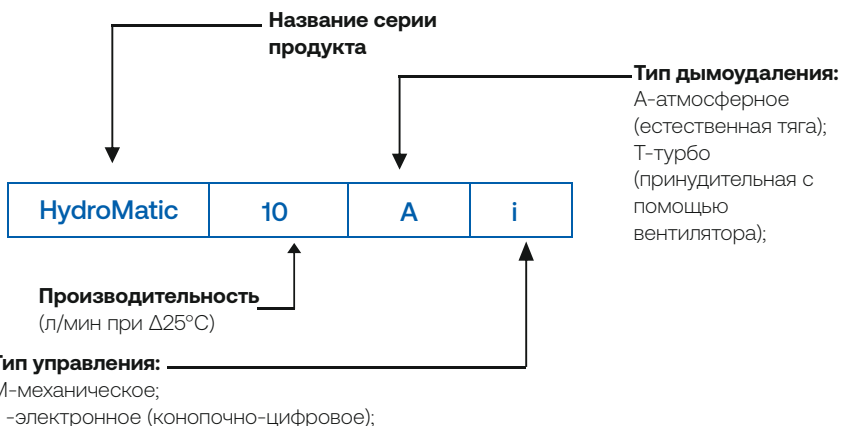 Название серии
продукта
Тип дымоудаления:
А-атмосферное
(естественная тяга);
Т-турбо
(принудительная с
помощью
вентилятора);
HydroMatic 10 A i
Производительность
(л/мин при Δ25°C)
Тип управления:
М-механическое;
-электронное (конопочно-цифровое);